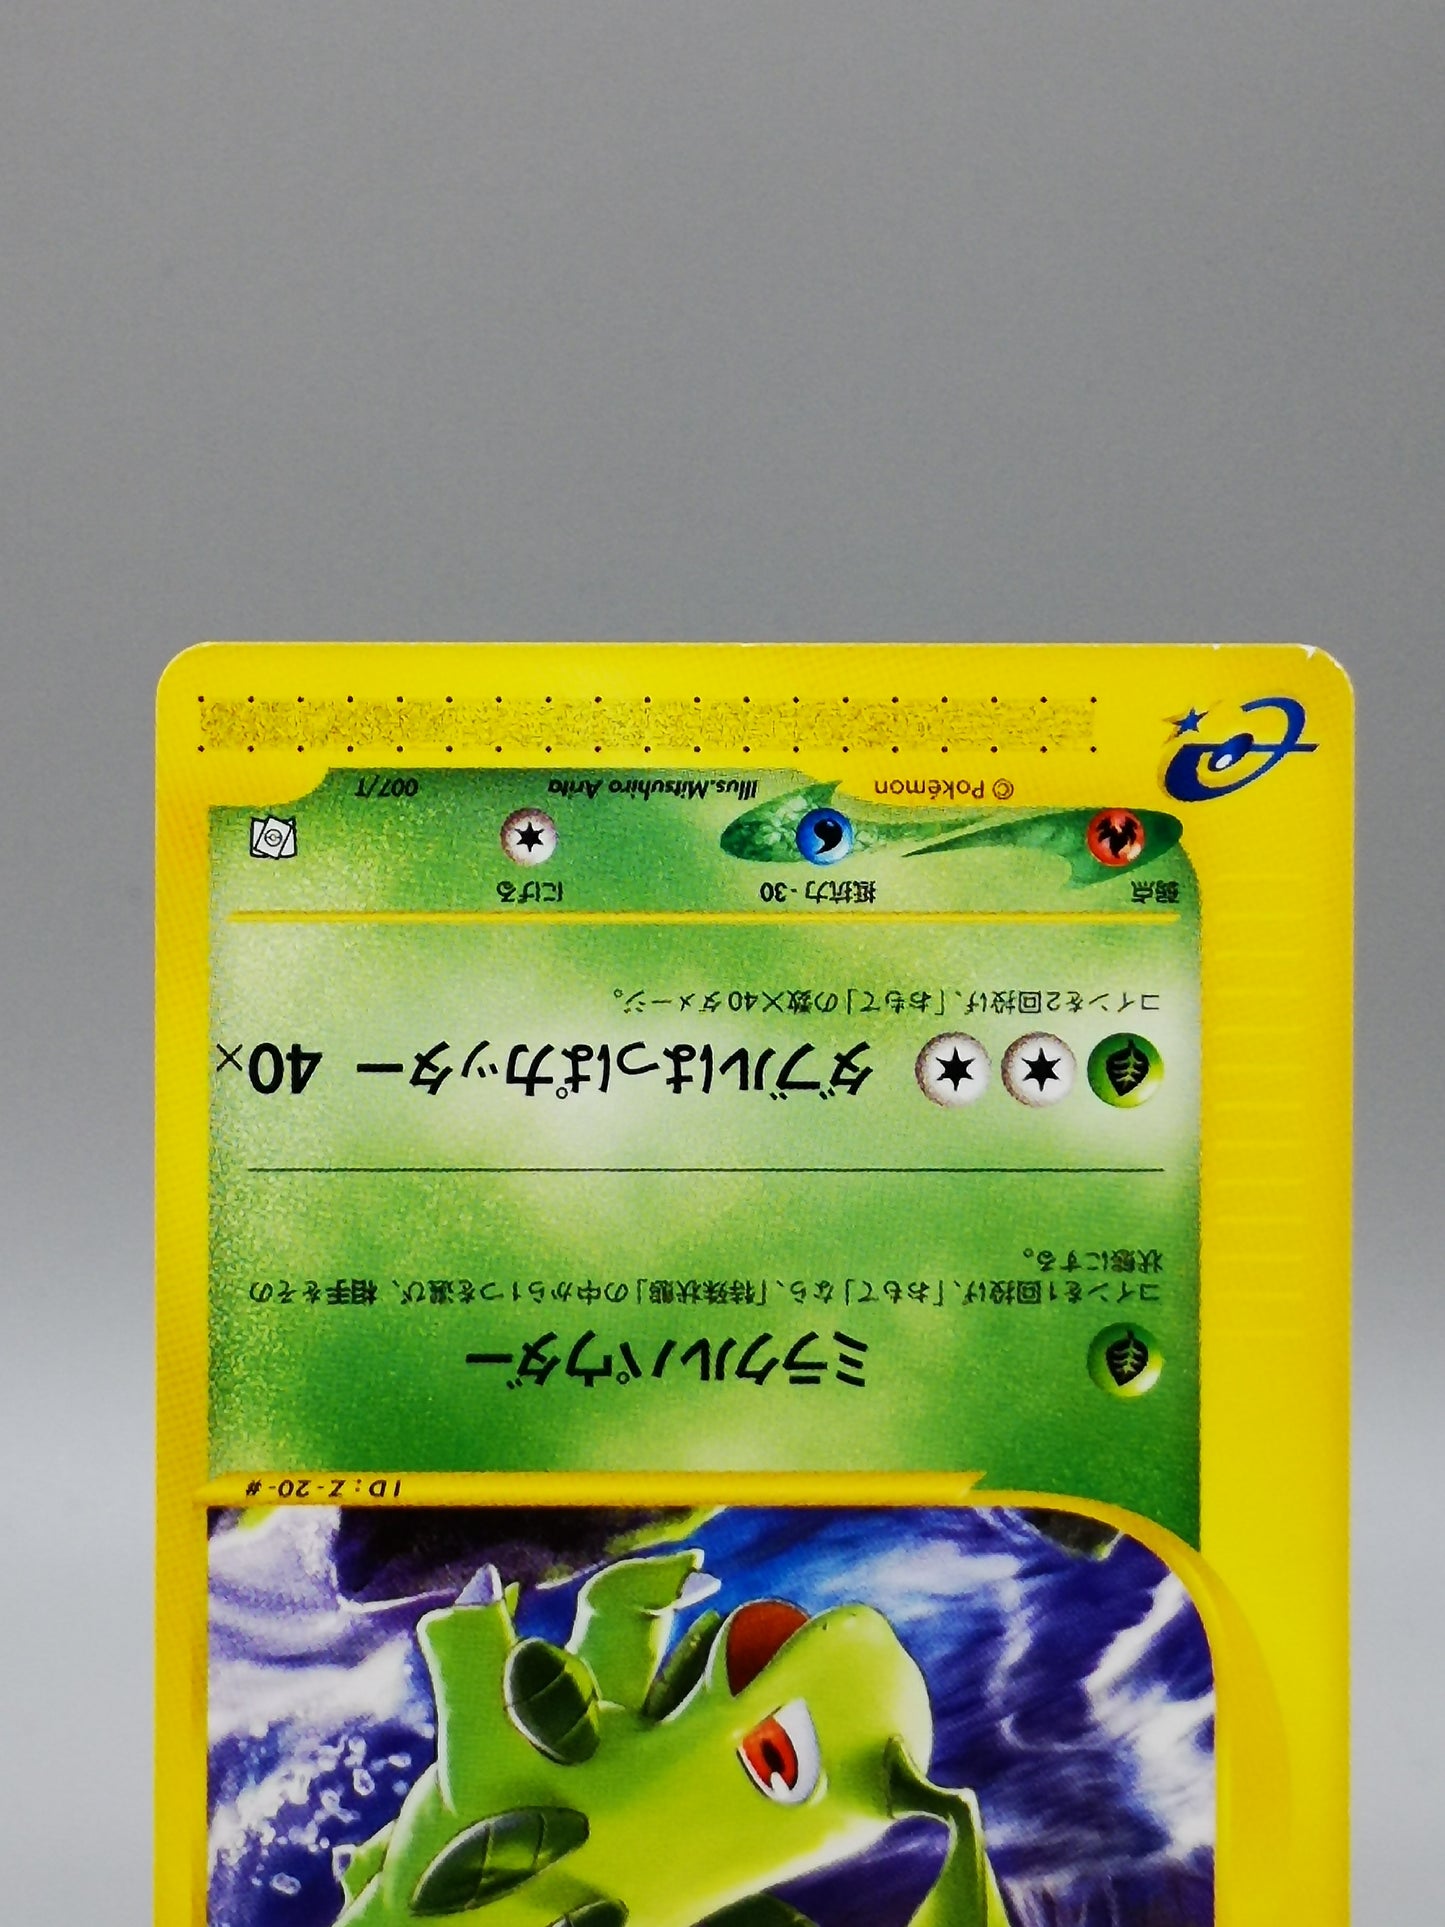 ID:Z-20-#
ミラクルパウダー
コインを1回投げ、「おもて」なら、「特殊状態」の中から1つを選び、相手をその
状態にする。
ダブルはっぱカッター 40×
コインを2回投げ、「おもて」の数×40ダメージ。
弱点 抵抗力-30 にげる
©Pokémon Illus.Mitsuhiro Arita 007/T